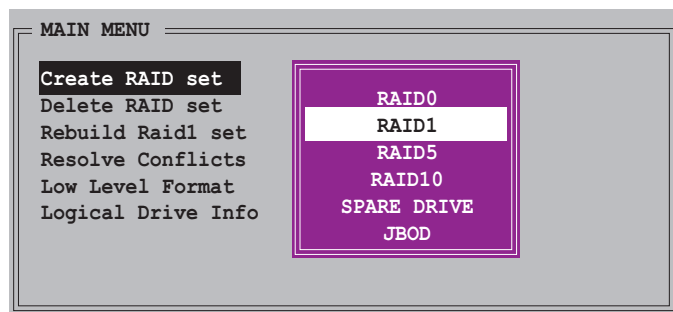 MAIN MENU
Create RAID set
Delete RAID set
Rebuild Raid1 set
Resolve Conflicts
Low Level Format
Logical Drive Info
RAID0
RAID1
RAID5
RAID10
SPARE DRIVE
JBOD